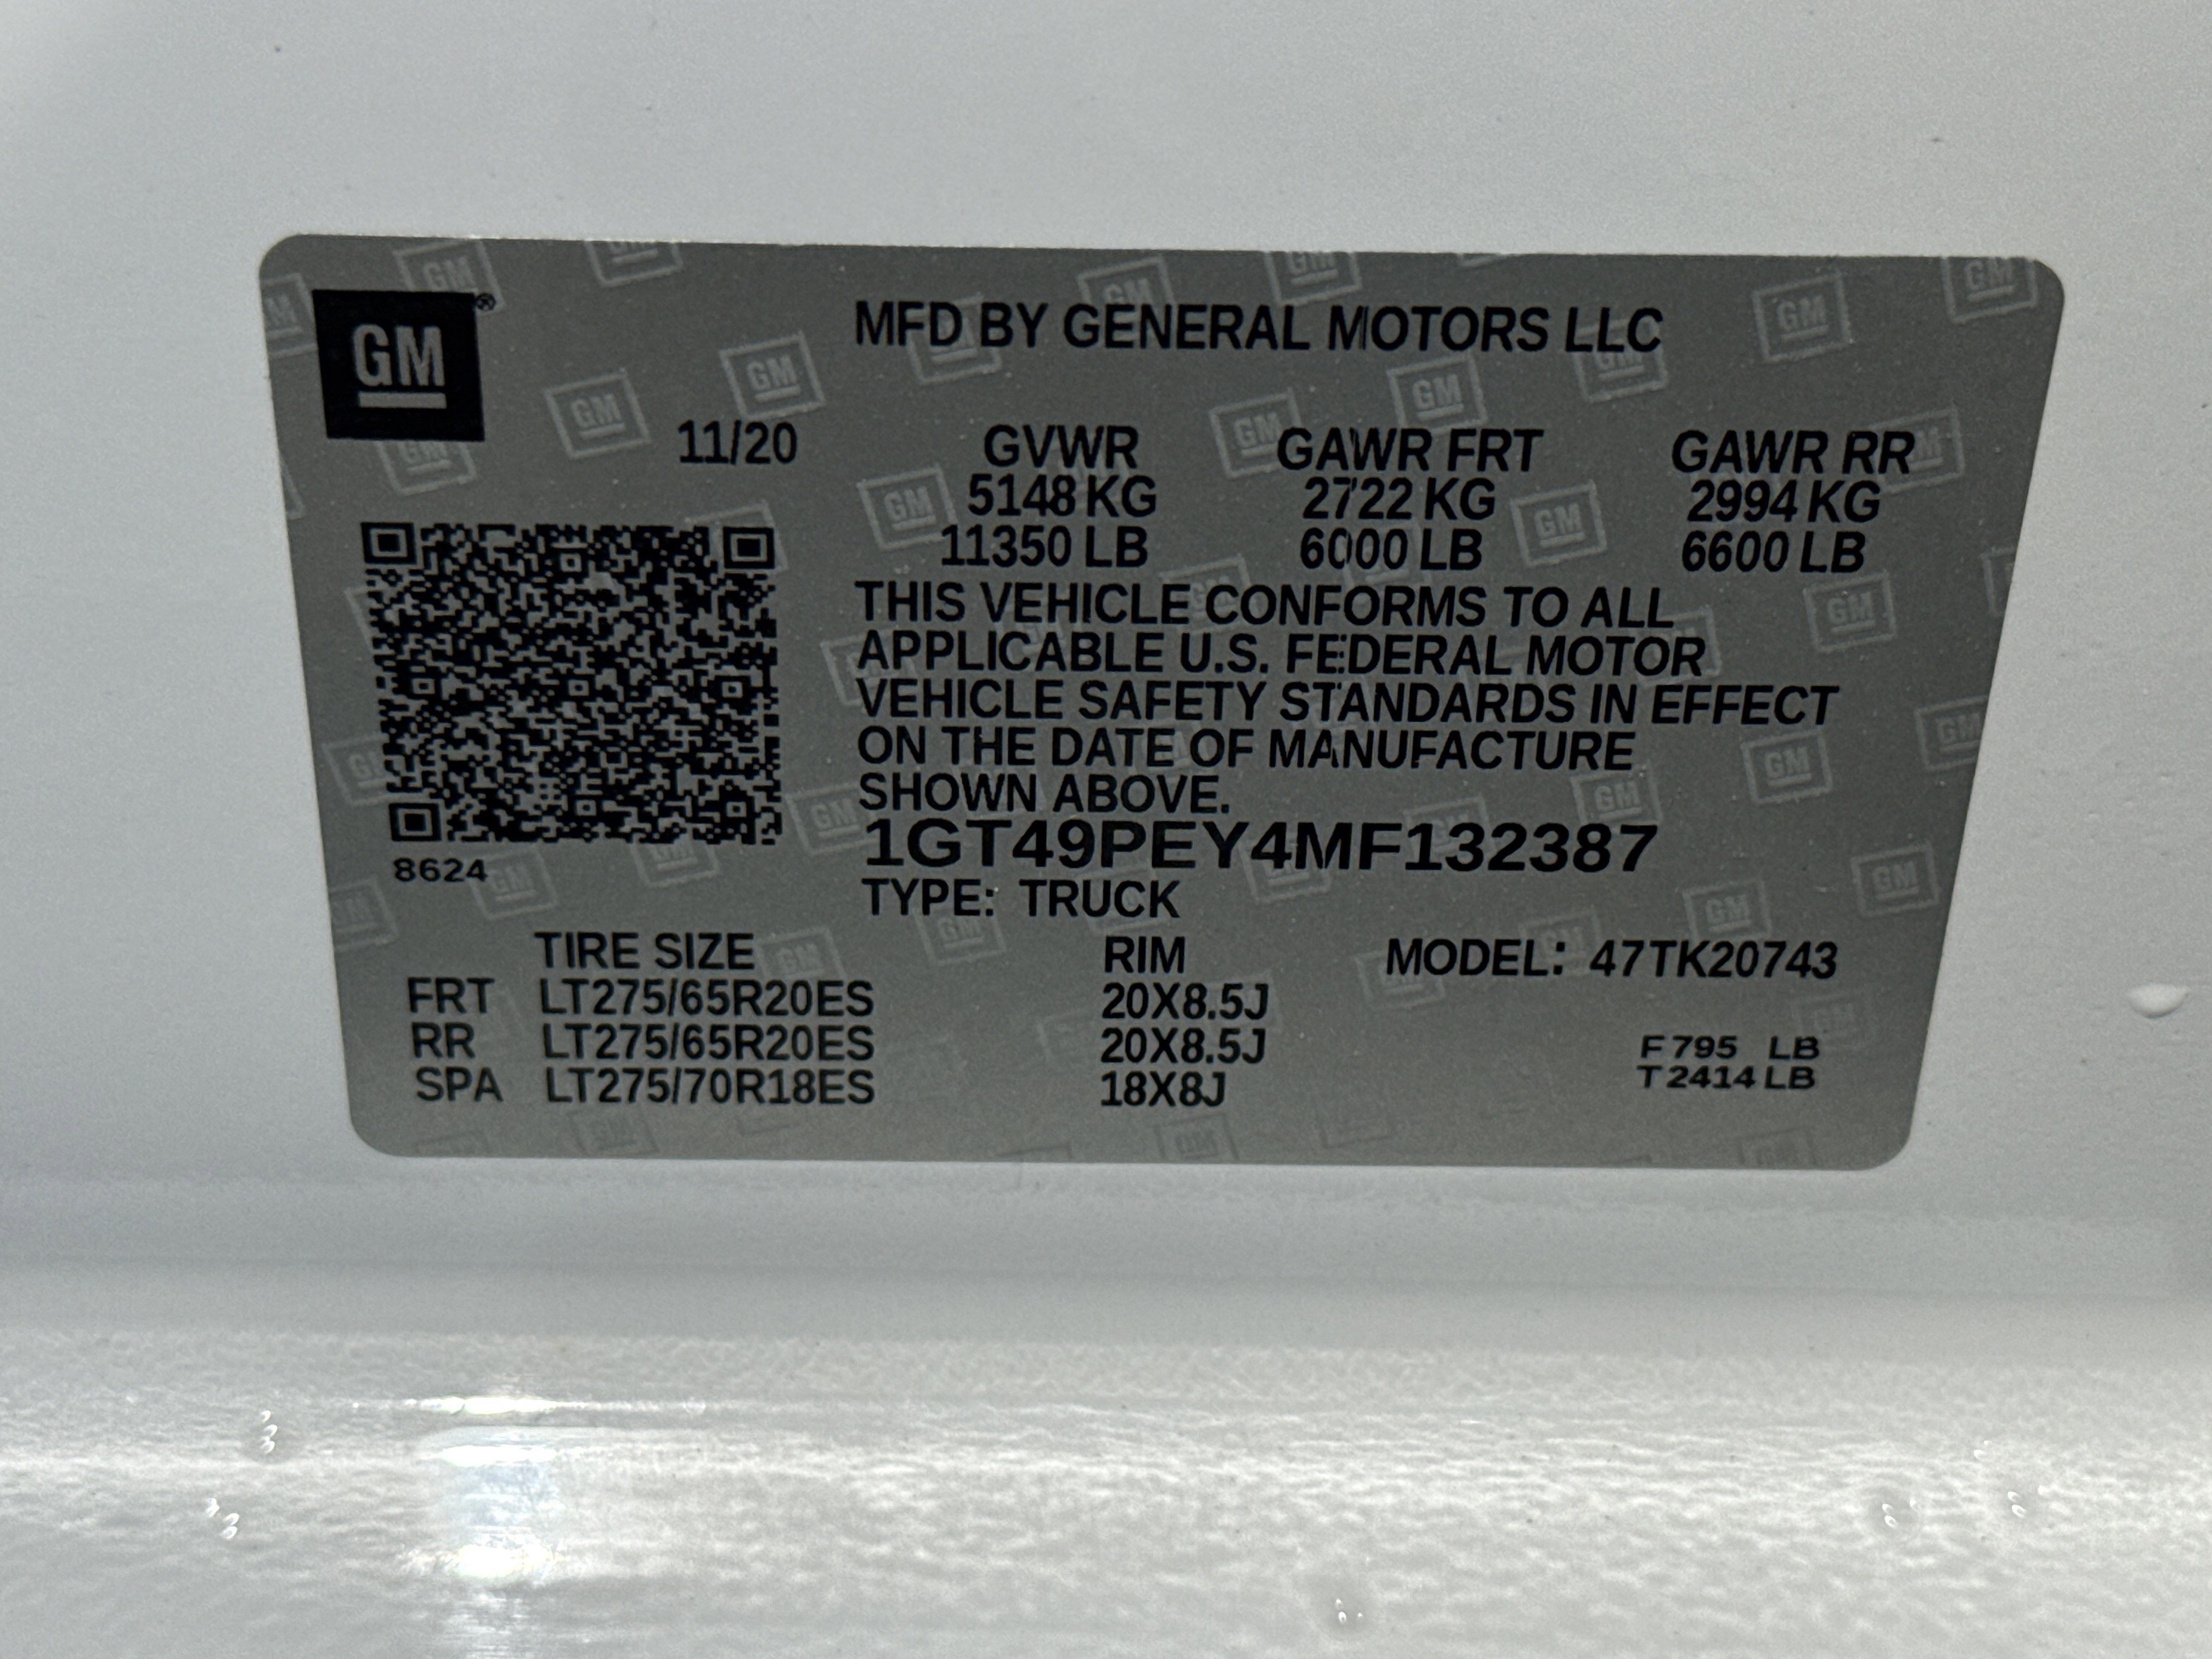 GM®
MFD BY GENERAL MOTORS LLC
11/20 GVWR GAWR FRT GAWR RR
5148 KG 2722 KG 2994 KG
11350 LB 6000 LB 6600 LB
THIS VEHICLE CONFORMS TO ALL
APPLICABLE U.S. FEDERAL MOTOR
VEHICLE SAFETY STANDARDS IN EFFECT
ON THE DATE OF MANUFACTURE
SHOWN ABOVE.
1GT49PEY4MF132387
8624
TYPE: TRUCK
TIRE SIZE RIM MODEL: 47TK20743
FRT LT275/65R20ES 20X8.5J
RR LT275/65R20ES 20X8.5J
SPA LT275/70R18ES 18X8J
F 795 LB
T 2414 LB